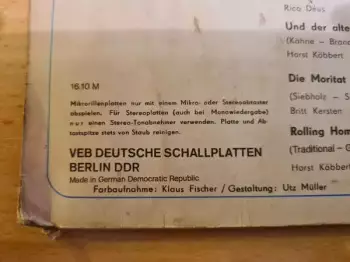 Rico Deus
Und der alte
(Kähne – Brand
Horst Köbbert
16.10 M
Mikrorillenplatten nur mit einem Mikro- oder Stereoabtaster
abspielen. Für Stereoplatten (auch bei Monowiedergabe)
nur einen Stereo-Tonabnehmer verwenden. Platte und Ab-
tastspitze stets von Staub reinigen.
Die Moritat
(Siebholz – S
Britt Kersten
Rolling Hom
(Traditional – G
Horst Köbbert
VEB DEUTSCHE SCHALLPLATTEN
BERLIN DDR
Made in German Democratic Republic
Farbaufnahme: Klaus Fischer / Gestaltung: Utz Müller